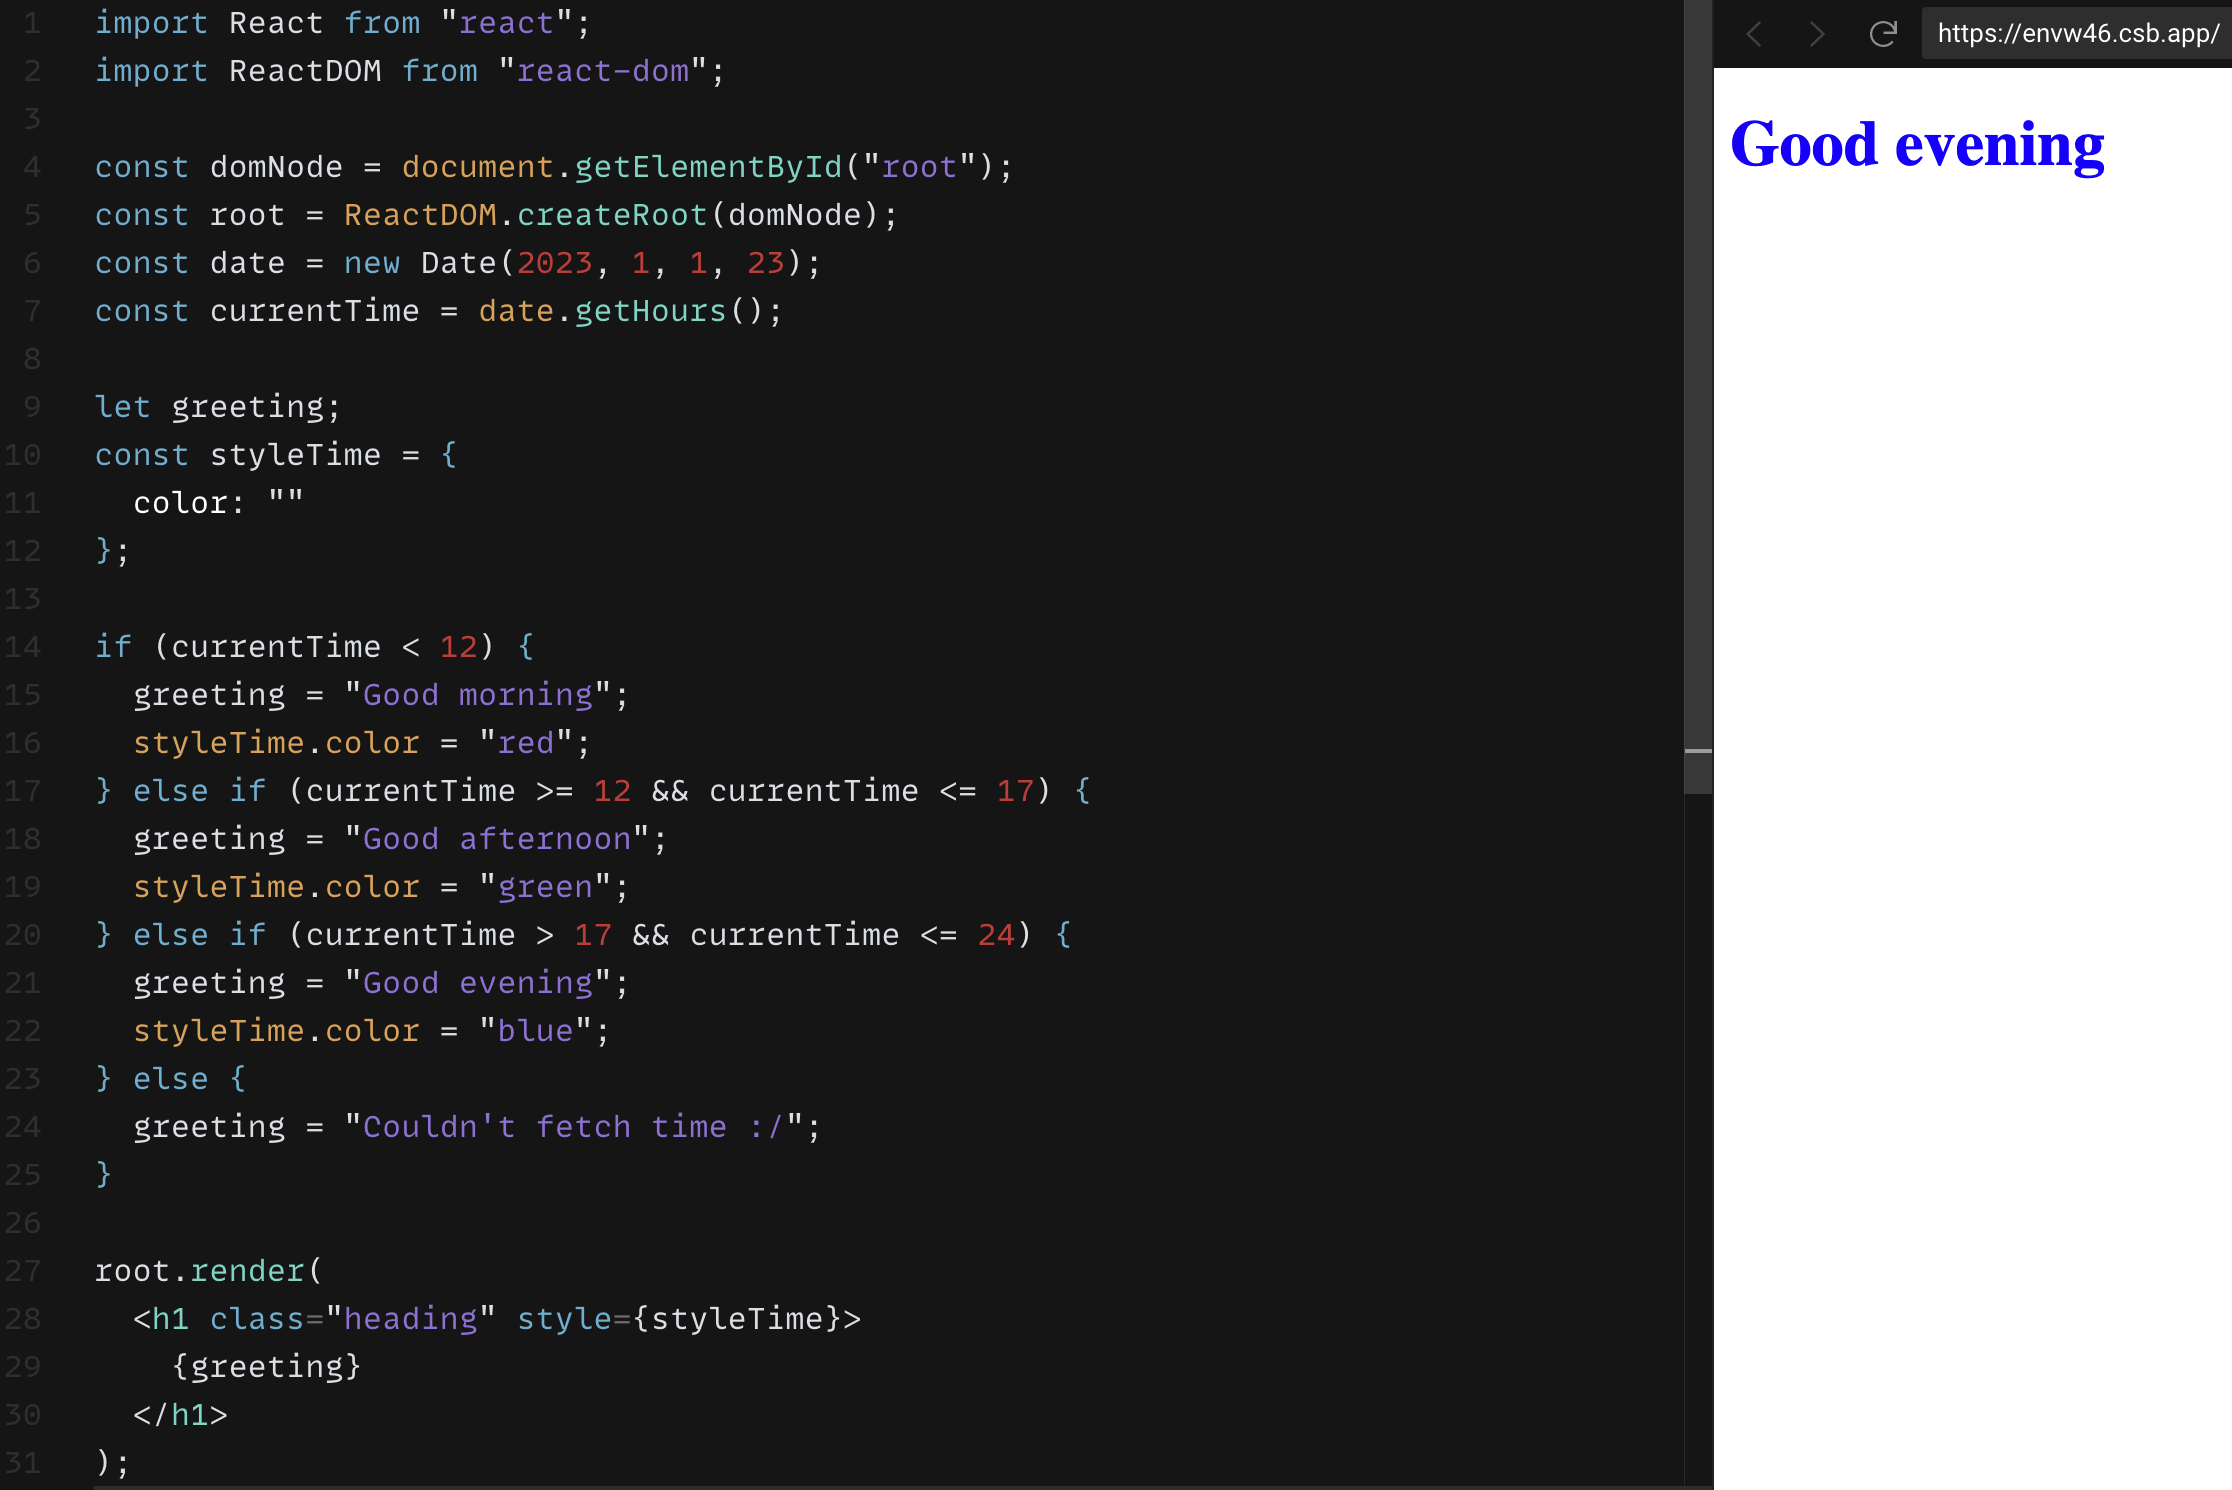 1 import React from "react";
2 import ReactDOM from "react-dom";
3
4 const domNode = document.getElementById("root");
5 const root = ReactDOM.createRoot(domNode);
6 const date = new Date(2023, 1, 1, 23);
7 const currentTime = date.getHours();
8
9 let greeting;
10 const styleTime = {
11   color: ""
12 };
13
14 if (currentTime < 12) {
15   greeting = "Good morning";
16   styleTime.color = "red";
17 } else if (currentTime >= 12 && currentTime <= 17) {
18   greeting = "Good afternoon";
19   styleTime.color = "green";
20 } else if (currentTime > 17 && currentTime <= 24) {
21   greeting = "Good evening";
22   styleTime.color = "blue";
23 } else {
24   greeting = "Couldn't fetch time :/";
25 }
26
27 root.render(
28   <h1 class="heading" style={styleTime}>
29     {greeting}
30   </h1>
31 );
https://envw46.csb.app/
Good evening